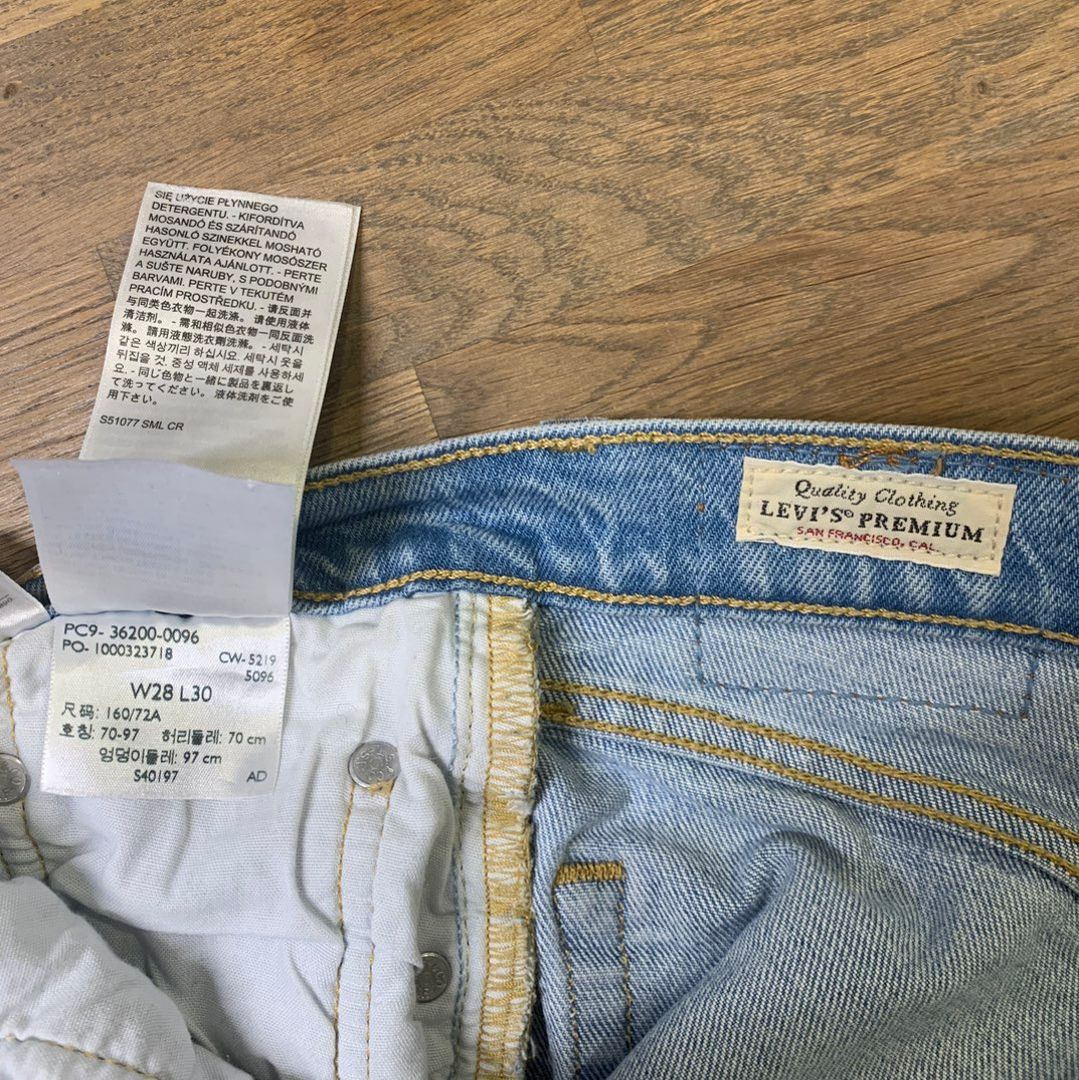 SIĘ UŻYCIE PŁYNNEGO
DETERGENTU. - KIFORDÍTVA
MOSANDÓ ÉS SZÁRÍTANDÓ
HASONLÓ SZINEKKEL MOSHATÓ
EGYÜTT. FOLYÉKONY MOSÓSZER
HASZNÁLATA AJÁNLOTT. - PERTE
A SUŠTE NARUBY, S PODOBNÝMI
BARVAMI. PERTE V TEKUTÉM
PRACÍM PROSTŘEDKU. - 请反面并
与同类色衣物一起洗涤。 请使用液体
清洁剂。 - 需和相似色衣物一同反面洗
滌。 請用液態洗衣劑洗滌。 - 세탁시
같은 색상끼리 하십시요. 세탁시 옷을
뒤집을 것. 중성 액체 세제를 사용하세
요. - 同じ色物と一緒に製品を裏返し
て洗ってください。 液体洗剤をご使
用下さい。
S51077 SML CR
Quality Clothing
LEVI'S® PREMIUM
SAN FRANCISCO, CAL.
PC9- 36200-0096
PO- 1000323718
CW-5219
5096
W28 L30
尺码: 160/72A
호칭: 70-97 허리둘레: 70 cm
엉덩이둘레: 97 cm
S40197 AD